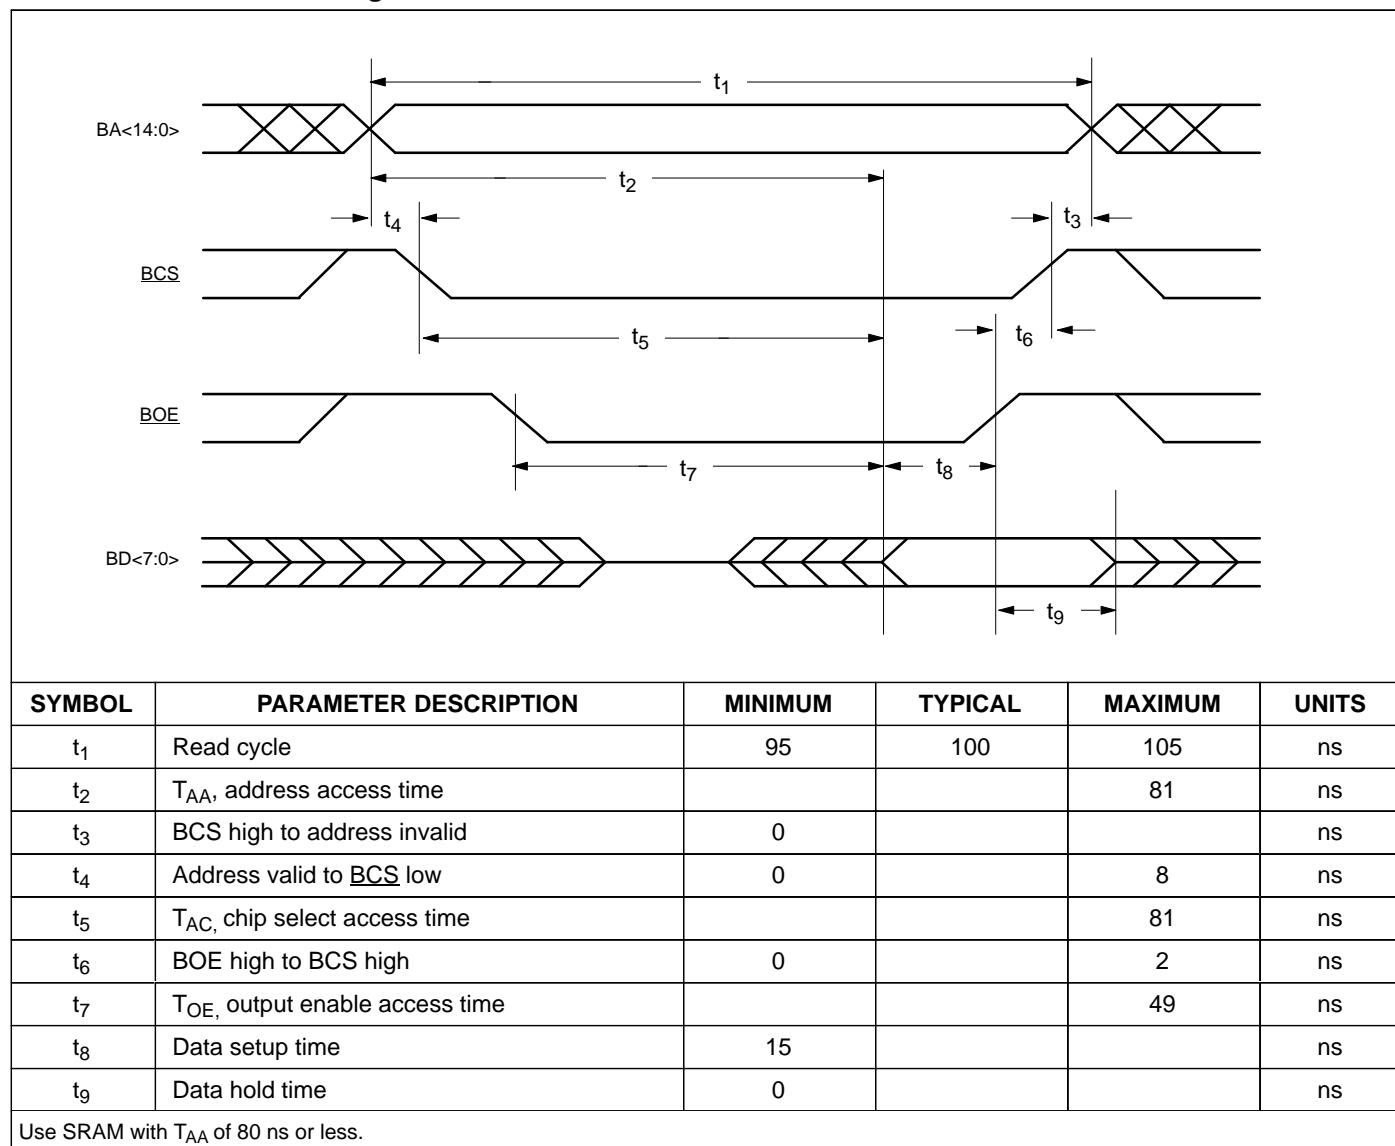 t1
BA<14:0>
t2
t4
t3
BCS
t5
t6
BOE
t7
t8
BD<7:0>
t9
SYMBOL PARAMETER DESCRIPTION MINIMUM TYPICAL MAXIMUM UNITS
t1 Read cycle 95 100 105 ns
t2 TAA, address access time 81 ns
t3 BCS high to address invalid 0 ns
t4 Address valid to BCS low 0 8 ns
t5 TAC, chip select access time 81 ns
t6 BOE high to BCS high 0 2 ns
t7 TOE, output enable access time 49 ns
t8 Data setup time 15 ns
t9 Data hold time 0 ns
Use SRAM with TAA of 80 ns or less.